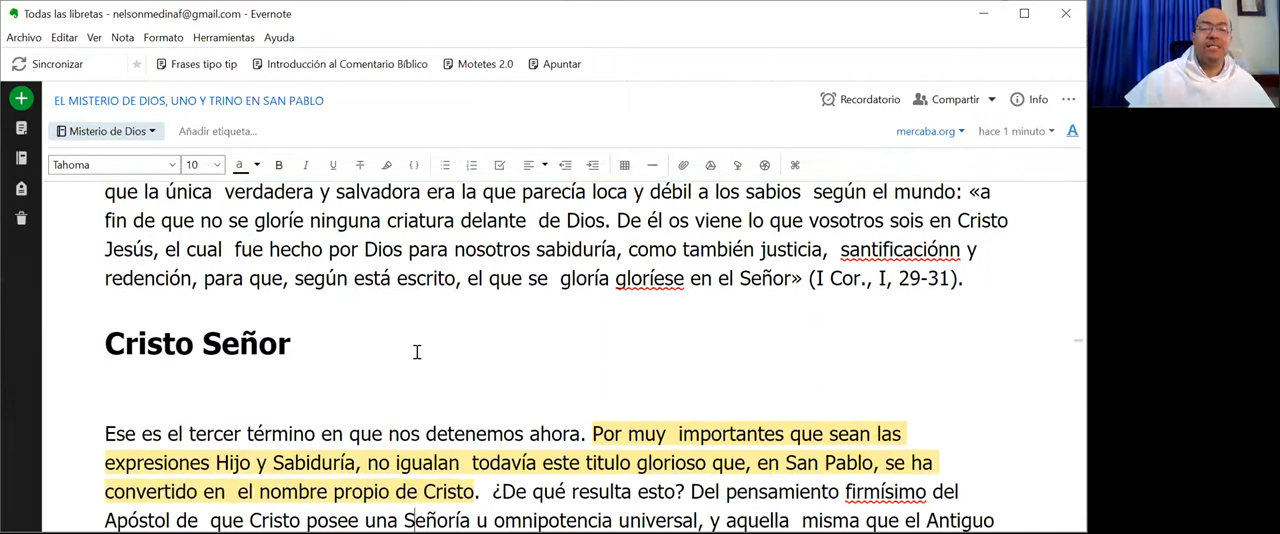 Todas las libretas - nelsonmedinaf@gmail.com - Evernote
Archivo Editar Ver Nota Formato Herramientas Ayuda
Sincronizar Frases tipo tip Introducción al Comentario Bíblico Motetes 2.0 Apuntar
EL MISTERIO DE DIOS, UNO Y TRINO EN SAN PABLO Recordatorio Compartir Info
Misterio de Dios Añadir etiqueta... mercaba.org hace 1 minuto A
Tahoma 10 a B I U T
que la única verdadera y salvadora era la que parecía loca y débil a los sabios según el mundo: «a
fin de que no se gloríe ninguna criatura delante de Dios. De él os viene lo que vosotros sois en Cristo
Jesús, el cual fue hecho por Dios para nosotros sabiduría, como también justicia, santificaciónn y
redención, para que, según está escrito, el que se gloría gloríese en el Señor» (I Cor., I, 29-31).
Cristo Señor
Ese es el tercer término en que nos detenemos ahora. Por muy importantes que sean las
expresiones Hijo y Sabiduría, no igualan todavía este titulo glorioso que, en San Pablo, se ha
convertido en el nombre propio de Cristo. ¿De qué resulta esto? Del pensamiento firmísimo del
Apóstol de que Cristo posee una Señoría u omnipotencia universal, y aquella misma que el Antiguo